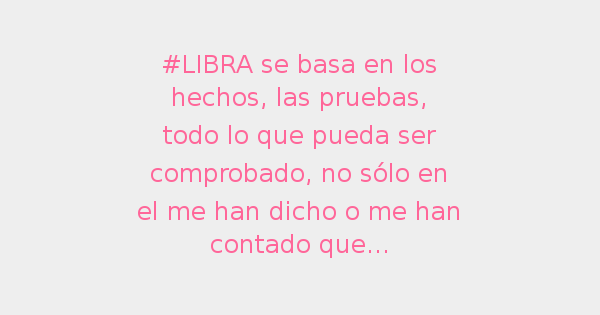 #LIBRA se basa en los
hechos, las pruebas,
todo lo que pueda ser
comprobado, no sólo en
el me han dicho o me han
contado que...